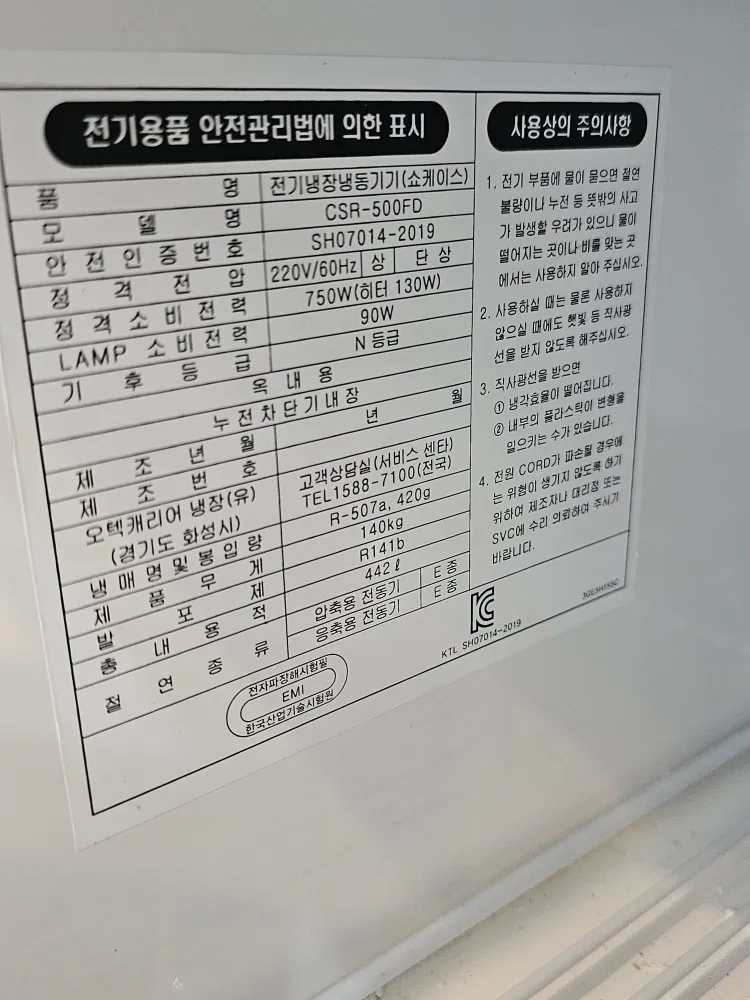 전기용품 안전관리법에 의한 표시
품 명 전기냉장냉동기기(쇼케이스)
모 델 명 CSR-500FD
안전인증번호 SH07014-2019
정 격 전 압 220V/60Hz 상 단 상
정격소비전력 750W(히터 130W)
LAMP 소비전력 90W
기 후 등 급 N 등급
옥 내 용
누전차단기내장
제 조 년 월 년 월
제 조 번 호
오텍캐리어 냉장(유) 고객상담실(서비스 센타)
(경기도 화성시) TEL1588-7100(전국)
냉매명및봉입량 R-507a, 420g
제 품 무 게 140kg
발 포 제 R141b
총 내 용 적 442ℓ
절 연 종 류 압축용 전동기 E 종
응축용 전동기 E 종
전자파장해시험필
EMI
한국산업기술시험원
KTL SH07014-2019
사용상의 주의사항
1. 전기 부품에 물이 묻으면 절연
불량이나 누전 등 뜻밖의 사고
가 발생할 우려가 있으니 물이
떨어지는 곳이나 비를 맞는 곳
에서는 사용하지 말아 주십시오.
2. 사용하실 때는 물론 사용하지
않으실 때에도 햇빛 등 직사광
선을 받지 않도록 해주십시오.
3. 직사광선을 받으면
① 냉각효율이 떨어집니다.
② 내부의 플라스틱이 변형을
일으키는 수가 있습니다.
4. 전원 CORD가 파손될 경우에
는 위험이 생기지 않도록 하기
위하여 제조자나 대리점 또는
SVC에 수리 의뢰하여 주시기
바랍니다.